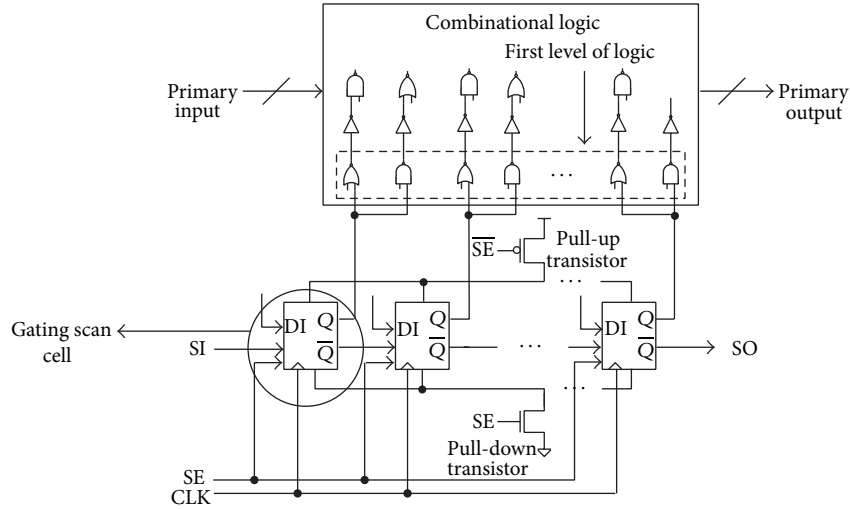 Combinational logic
First level of logic
Primary
input
Primary
output
...
S̅E̅
Pull-up
transistor
...
Gating scan
cell
SI
DI
Q
Q̅
DI
Q
Q̅
...
DI
Q
Q̅
SO
...
SE
Pull-down
transistor
SE
CLK